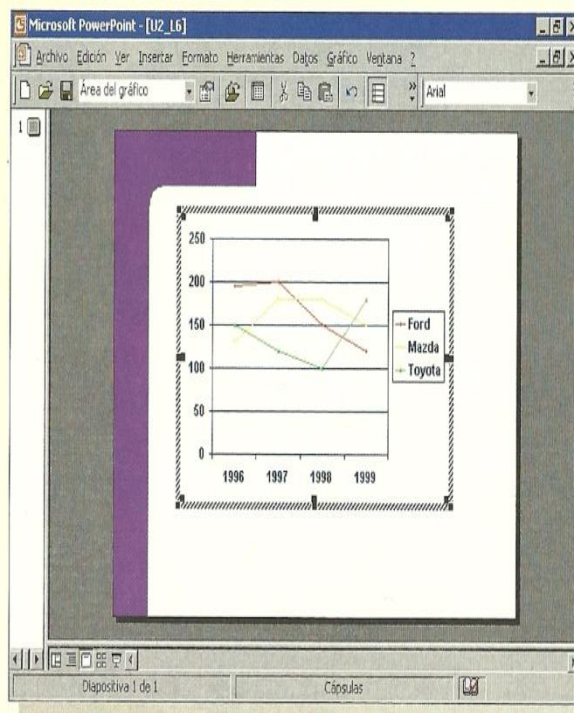 Microsoft PowerPoint - [U2_L6]
Archivo Edición Ver Insertar Formato Herramientas Datos Gráfico Ventana ?
Área del gráfico Arial
1
250
200
150
100
50
0
1996 1997 1998 1999
Ford
Mazda
Toyota
Diapositiva 1 de 1 Cápsulas